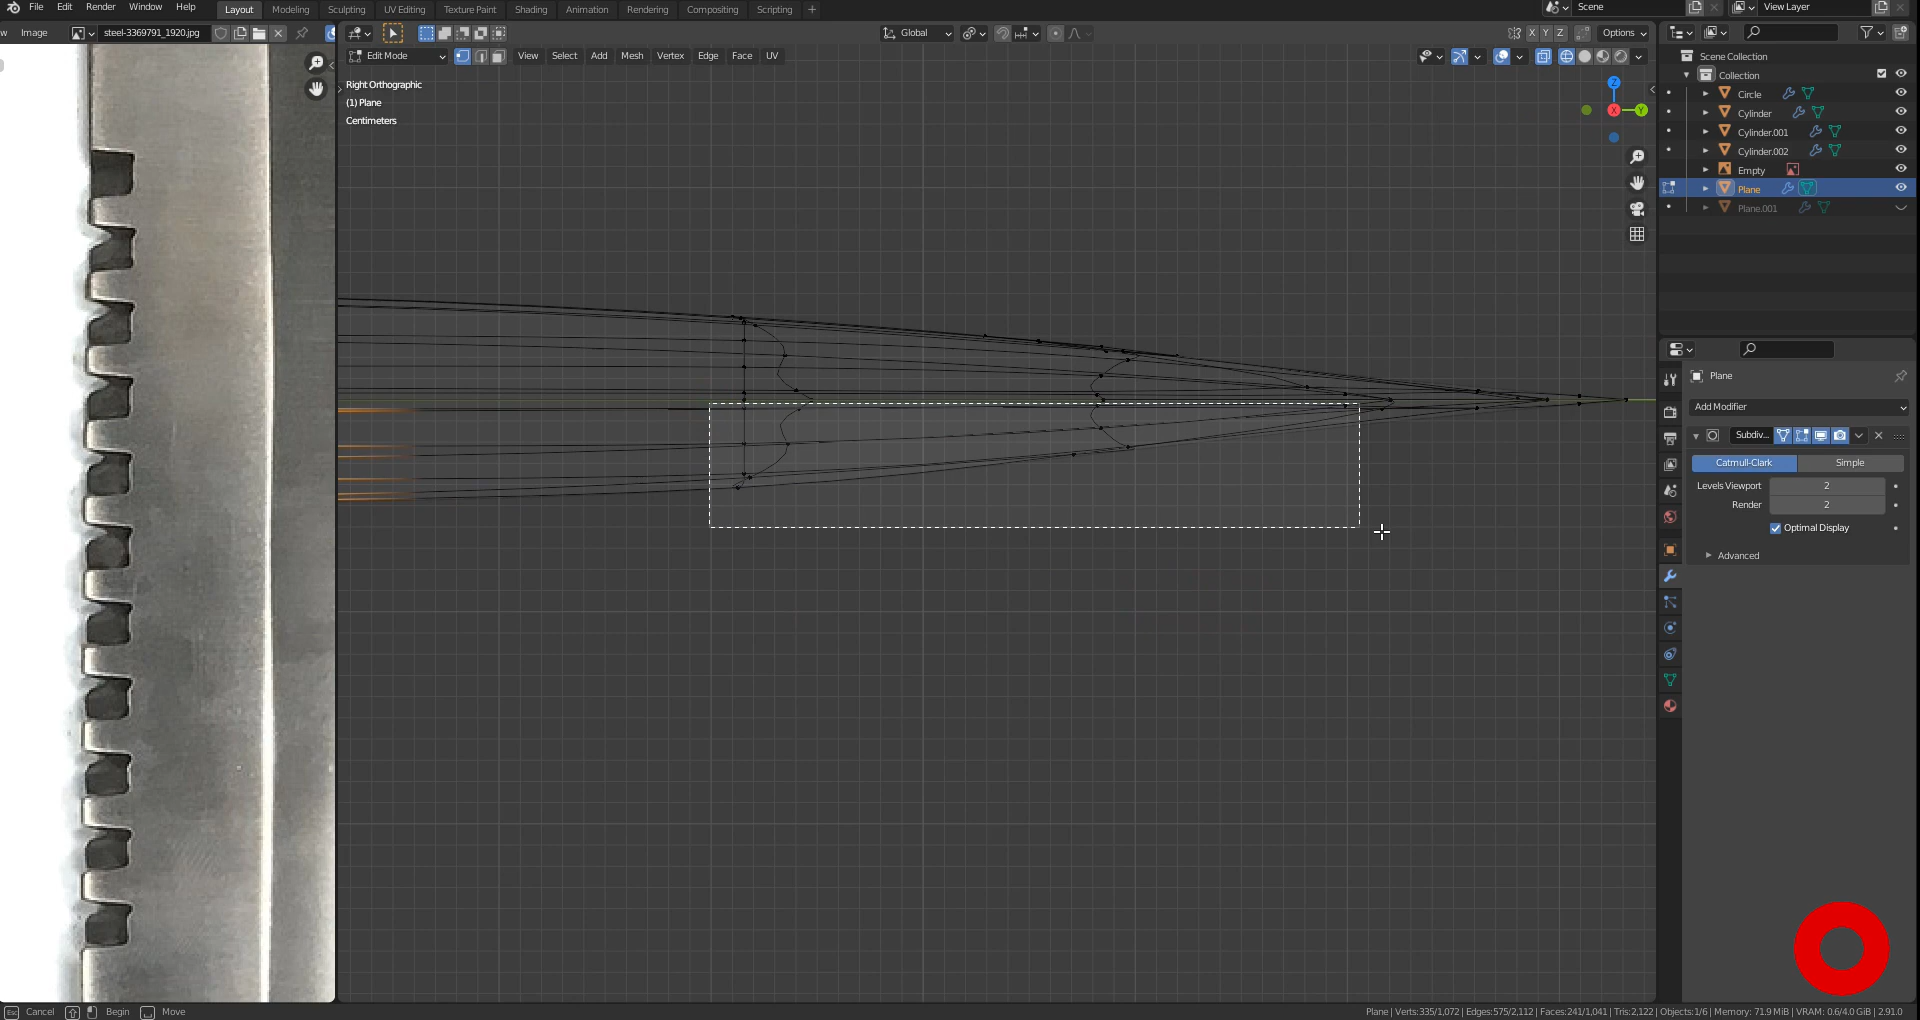 File Edit Render Window Help Layout Modeling Sculpting UV Editing Texture Paint Shading Animation Rendering Compositing Scripting + Scene View Layer
w Image steel-3369791_1920.jpg Global X Y Z Options
Edit Mode View Select Add Mesh Vertex Edge Face UV
Right Orthographic
(1) Plane
Centimeters
Z
X
Y
Scene Collection
Collection
Circle
Cylinder
Cylinder.001
Cylinder.002
Empty
Plane
Plane.001
Plane
Add Modifier
Subdiv...
Catmull-Clark Simple
Levels Viewport 2
Render 2
Optimal Display
Advanced
Esc Cancel Begin Move Plane | Verts:335/1,072 | Edges:575/2,112 | Faces:241/1,041 | Tris:2,122 | Objects:1/6 | Memory: 71.9 MiB | VRAM: 0.6/4.0 GiB | 2.91.0